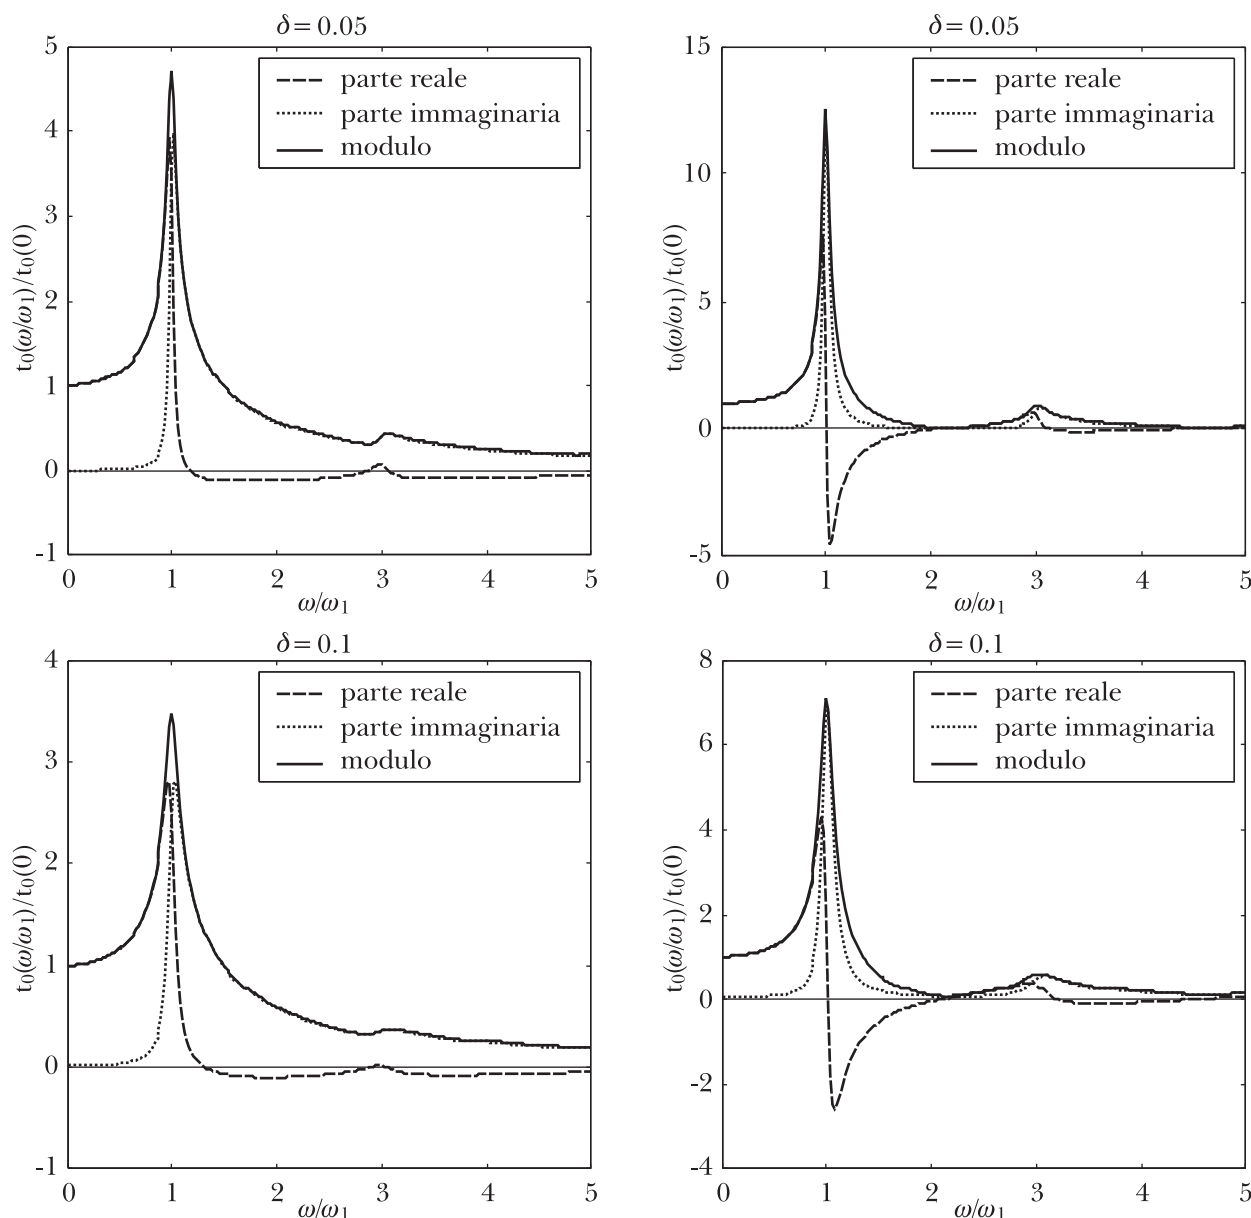 δ = 0.05
5
4
3
2
1
0
-1
t₀(ω/ω₁)/t₀(0)
parte reale
parte immaginaria
modulo
0 1 2 3 4 5
ω/ω₁
δ = 0.05
15
10
5
0
-5
t₀(ω/ω₁)/t₀(0)
parte reale
parte immaginaria
modulo
0 1 2 3 4 5
ω/ω₁
δ = 0.1
4
3
2
1
0
-1
t₀(ω/ω₁)/t₀(0)
parte reale
parte immaginaria
modulo
0 1 2 3 4 5
ω/ω₁
δ = 0.1
8
6
4
2
0
-2
-4
t₀(ω/ω₁)/t₀(0)
parte reale
parte immaginaria
modulo
0 1 2 3 4 5
ω/ω₁